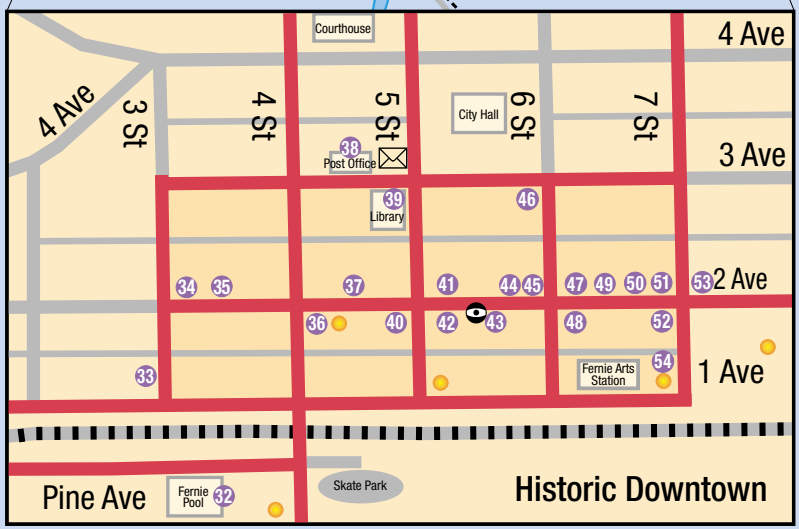 Courthouse
4 Ave
4 Ave
3 St
4 St
5 St
City Hall
6 St
7 St
38
Post Office
3 Ave
39
Library
46
34
35
37
41
44
45
47
49
50
51
53
2 Ave
36
40
42
43
48
52
33
54
Fernie Arts
Station
1 Ave
Pine Ave
Fernie
Pool
32
Skate Park
Historic Downtown